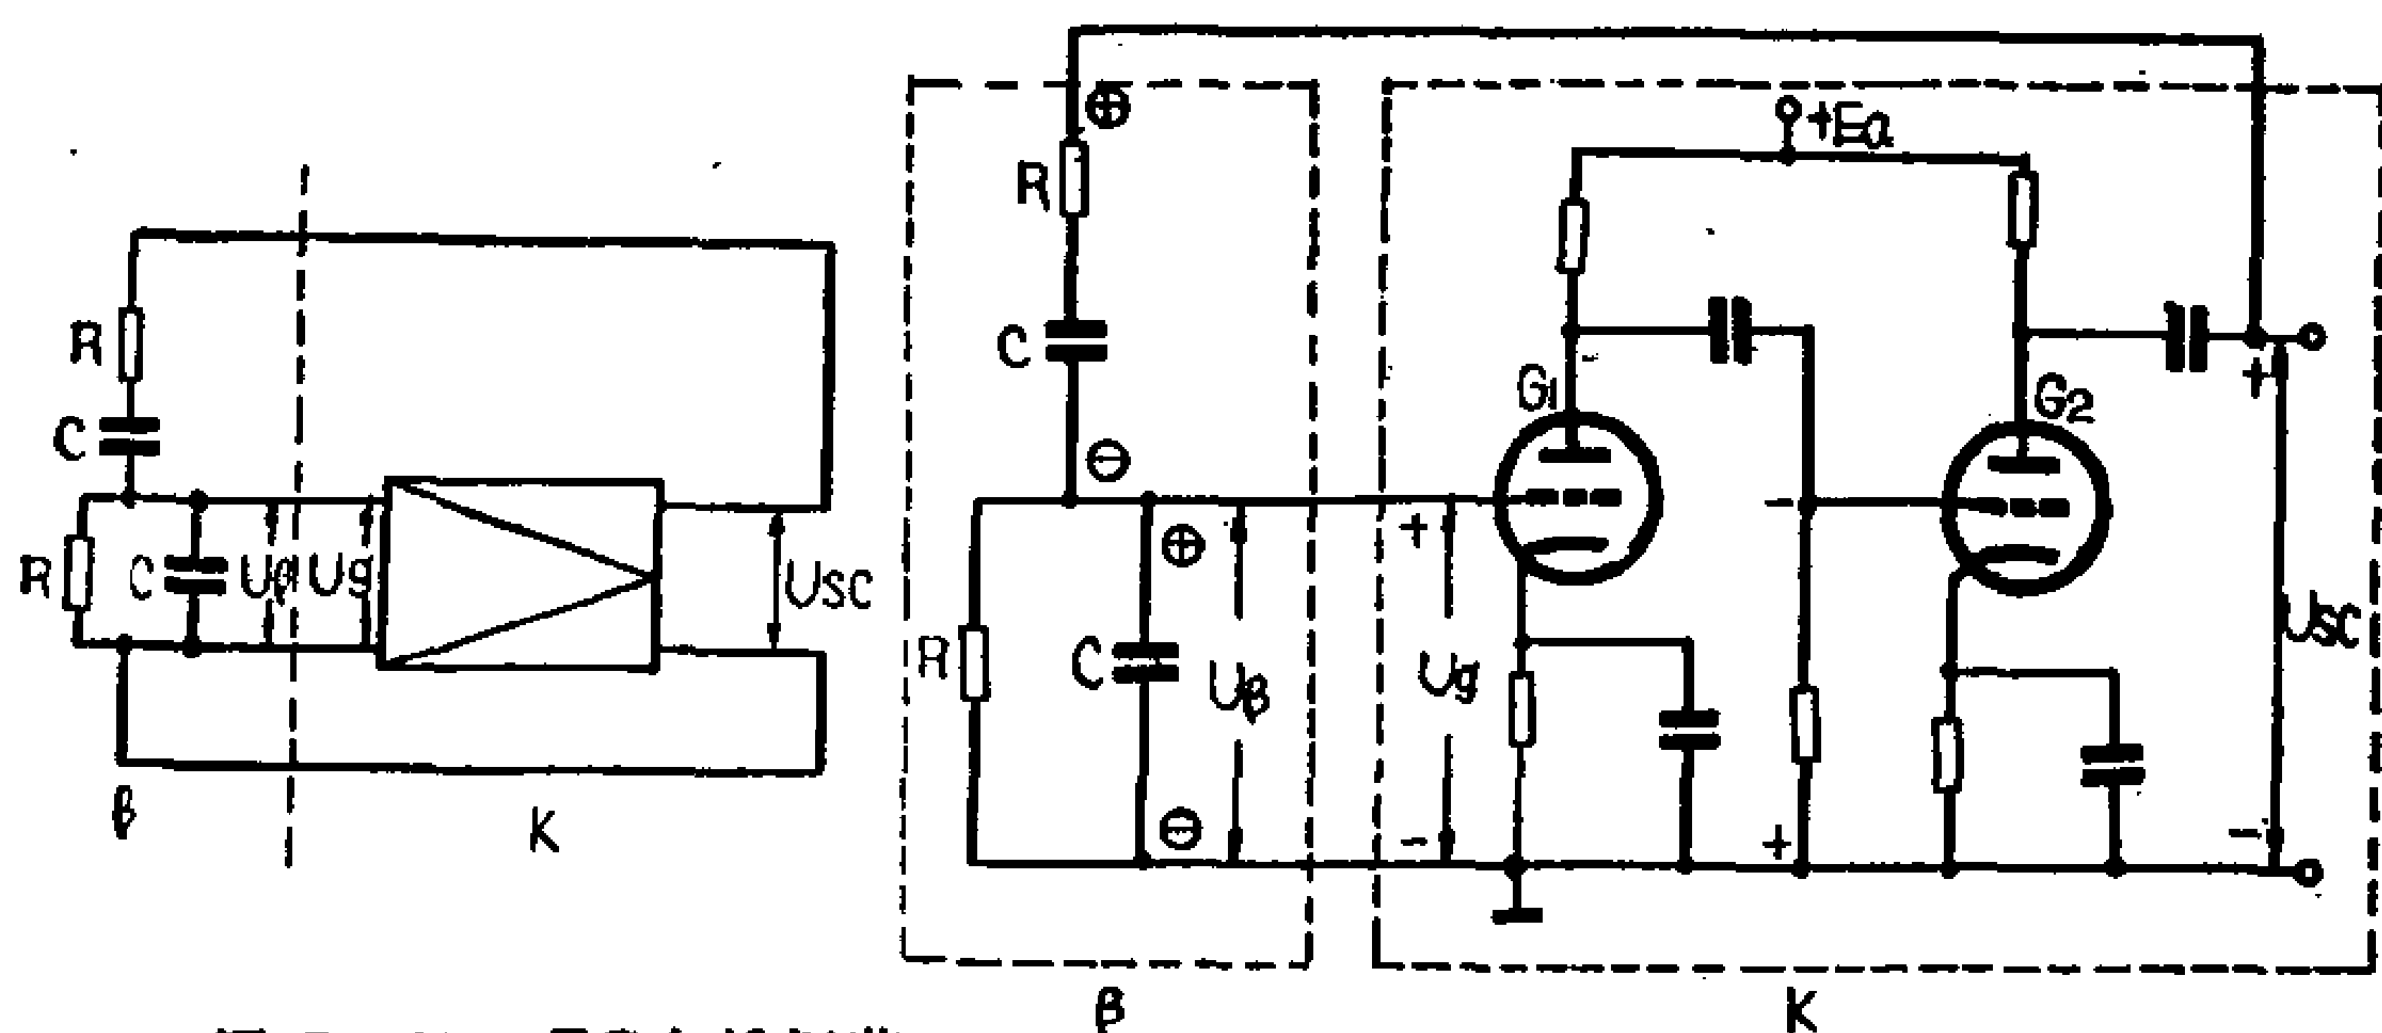 R
C
R
C
Uβ
Ug
Usc
β
K
⊕
R
C
⊖
R
C
⊕
⊖
Uβ
+
Ug
-
+Ea
G1
-
G2
-
+
+
Usc
-
β
K